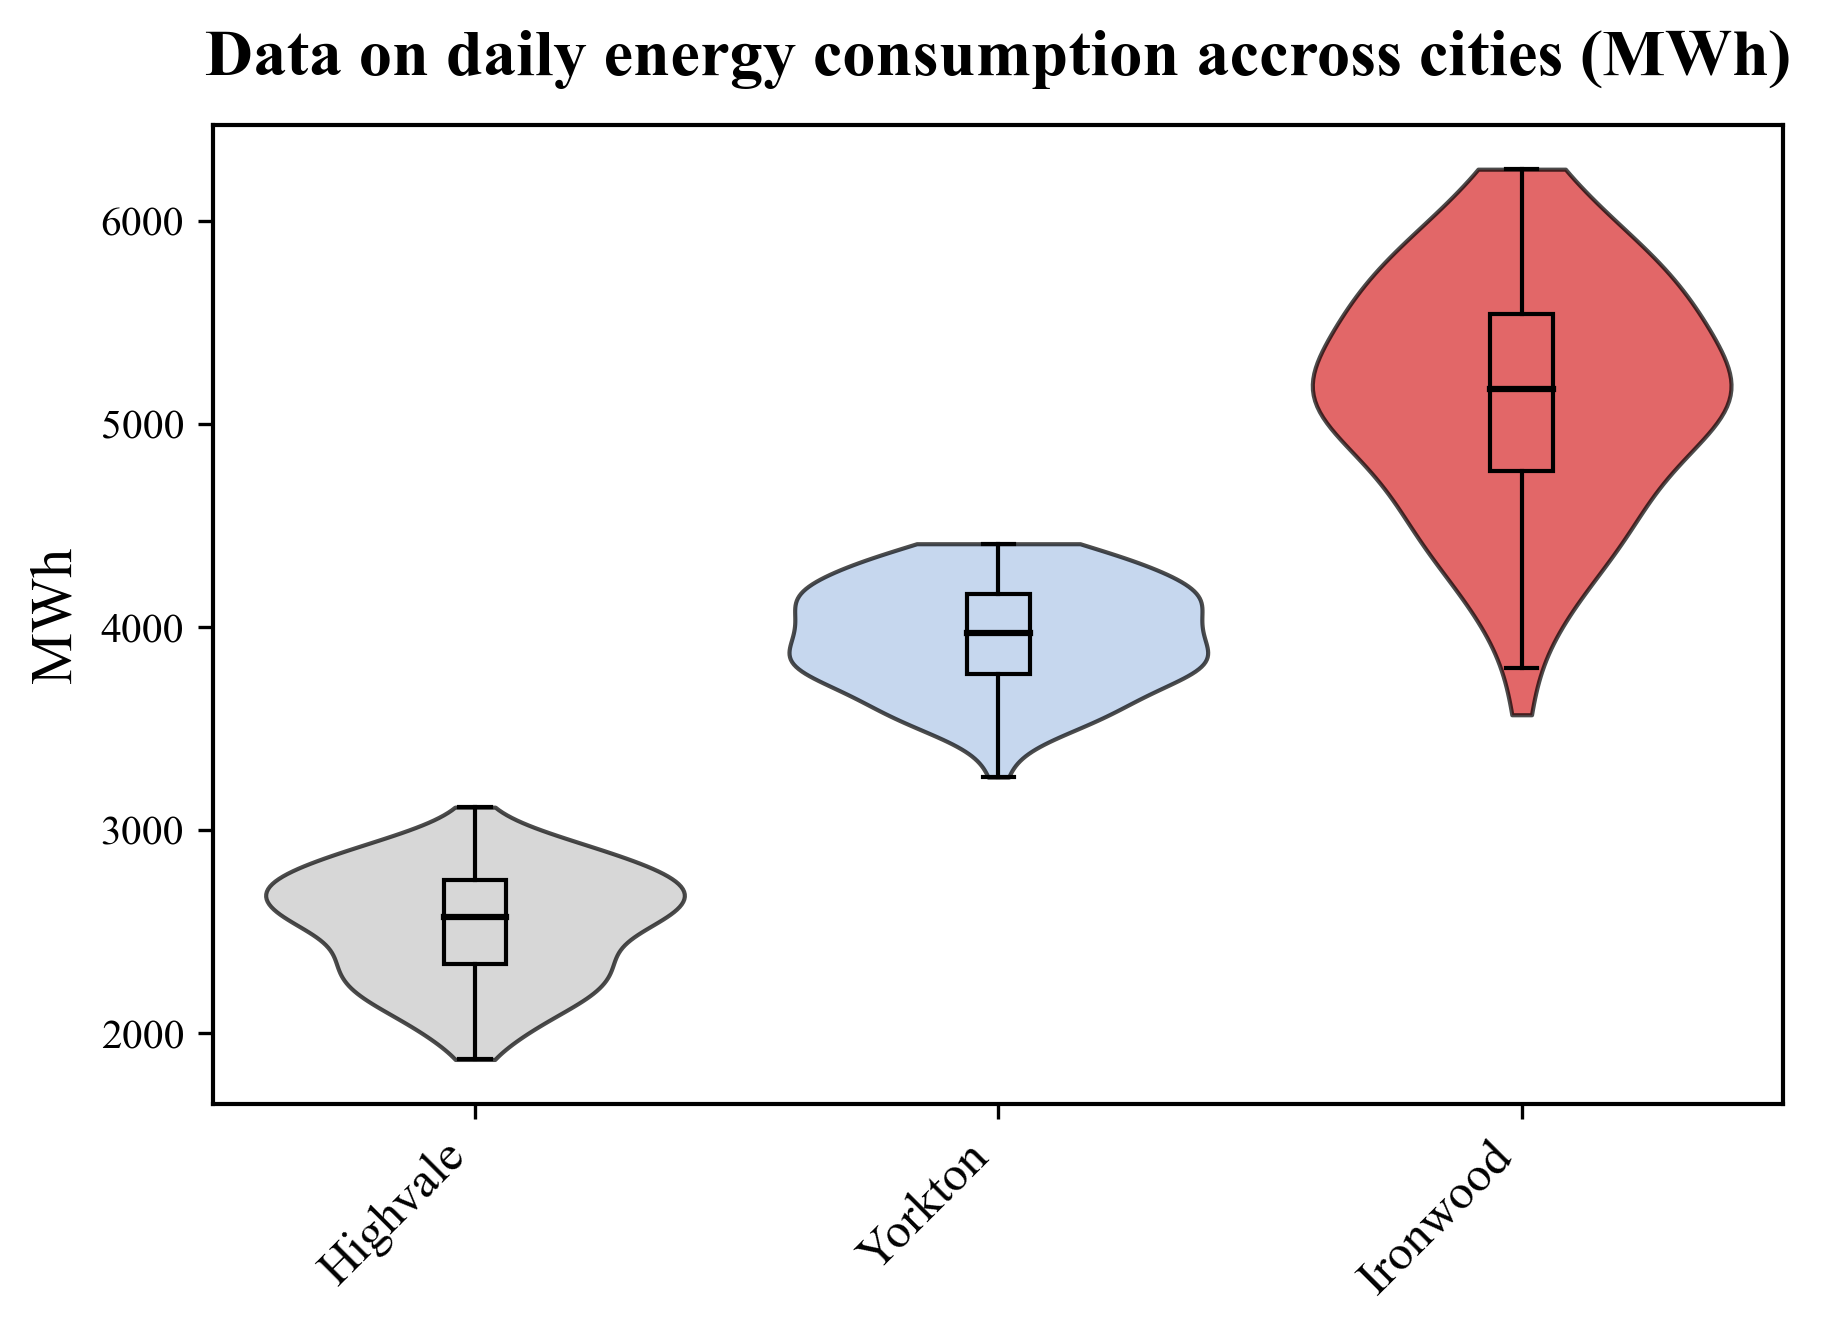 Data on daily energy consumption accross cities (MWh)
MWh
6000
5000
4000
3000
2000
Highvale
Yorkton
Ironwood